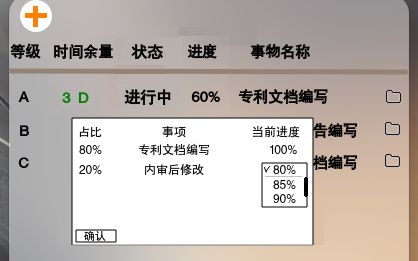 等级 时间余量 状态 进度 事物名称
A 3 D 进行中 60% 专利文档编写
B 告编写
C 档编写
占比 事项 当前进度
80% 专利文档编写 100%
20% 内审后修改 80%
85%
90%
确认